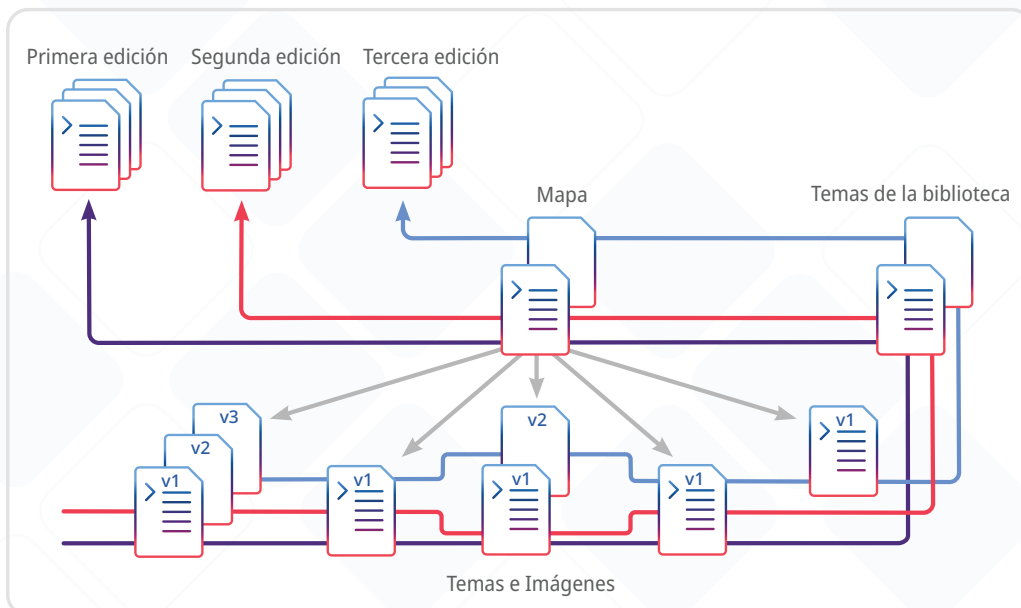 Primera edición
Segunda edición
Tercera edición
Mapa
Temas de la biblioteca
v3
v2
v1
v1
v2
v1
v1
v1
Temas e Imágenes